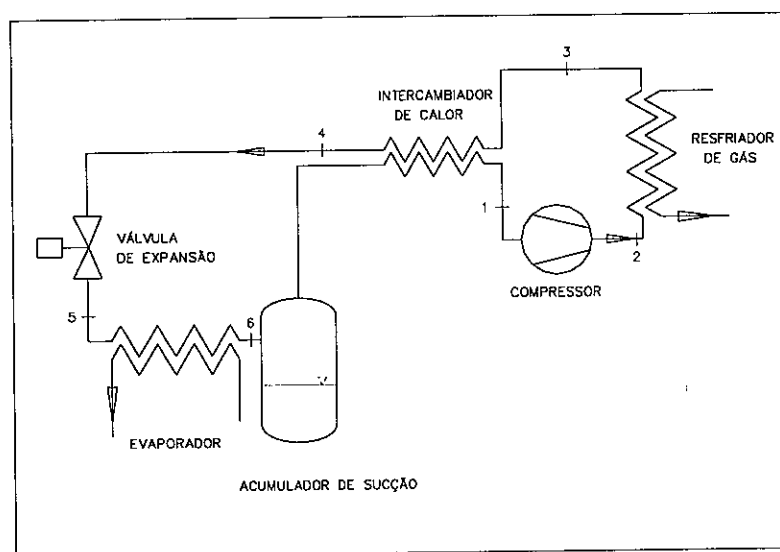 3
INTERCAMBIADOR
DE CALOR
4
RESFRIADOR
DE GÁS
1
VÁLVULA
DE EXPANSÃO
2
COMPRESSOR
5
6
EVAPORADOR
ACUMULADOR DE SUCÇÃO